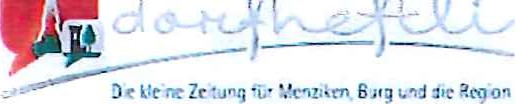 dorfheftli
Die kleine Zeitung für Menziken, Burg und die Region